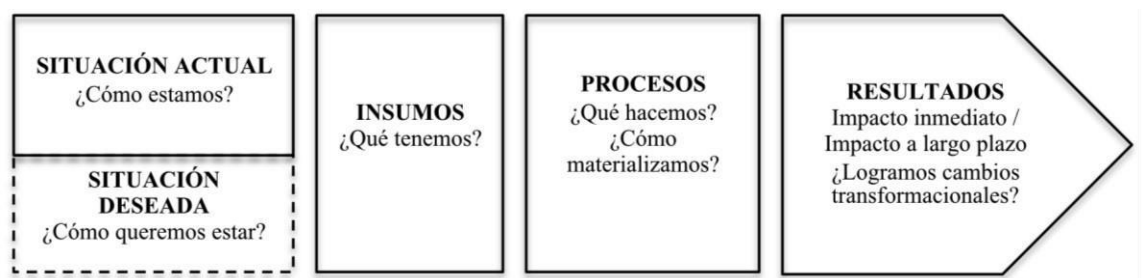 SITUACIÓN ACTUAL
¿Cómo estamos?
SITUACIÓN
DESEADA
¿Cómo queremos estar?
INSUMOS
¿Qué tenemos?
PROCESOS
¿Qué hacemos?
¿Cómo
materializamos?
RESULTADOS
Impacto inmediato /
Impacto a largo plazo
¿Logramos cambios
transformacionales?